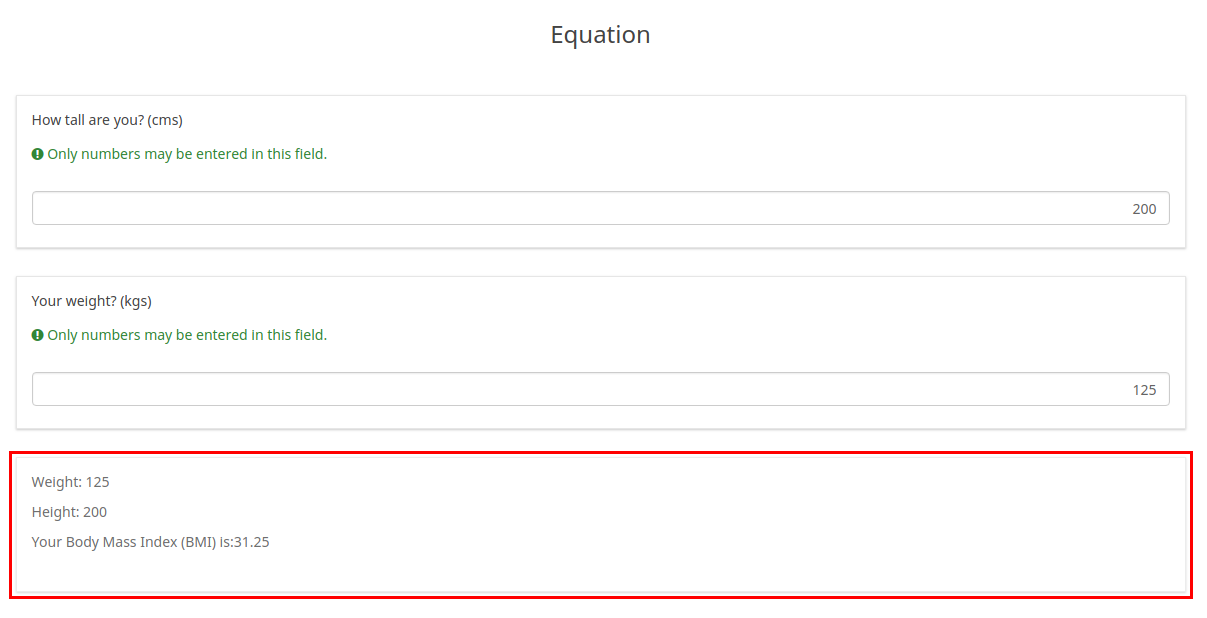 Equation
How tall are you? (cms)
Only numbers may be entered in this field.
200
Your weight? (kgs)
Only numbers may be entered in this field.
125
Weight: 125
Height: 200
Your Body Mass Index (BMI) is:31.25